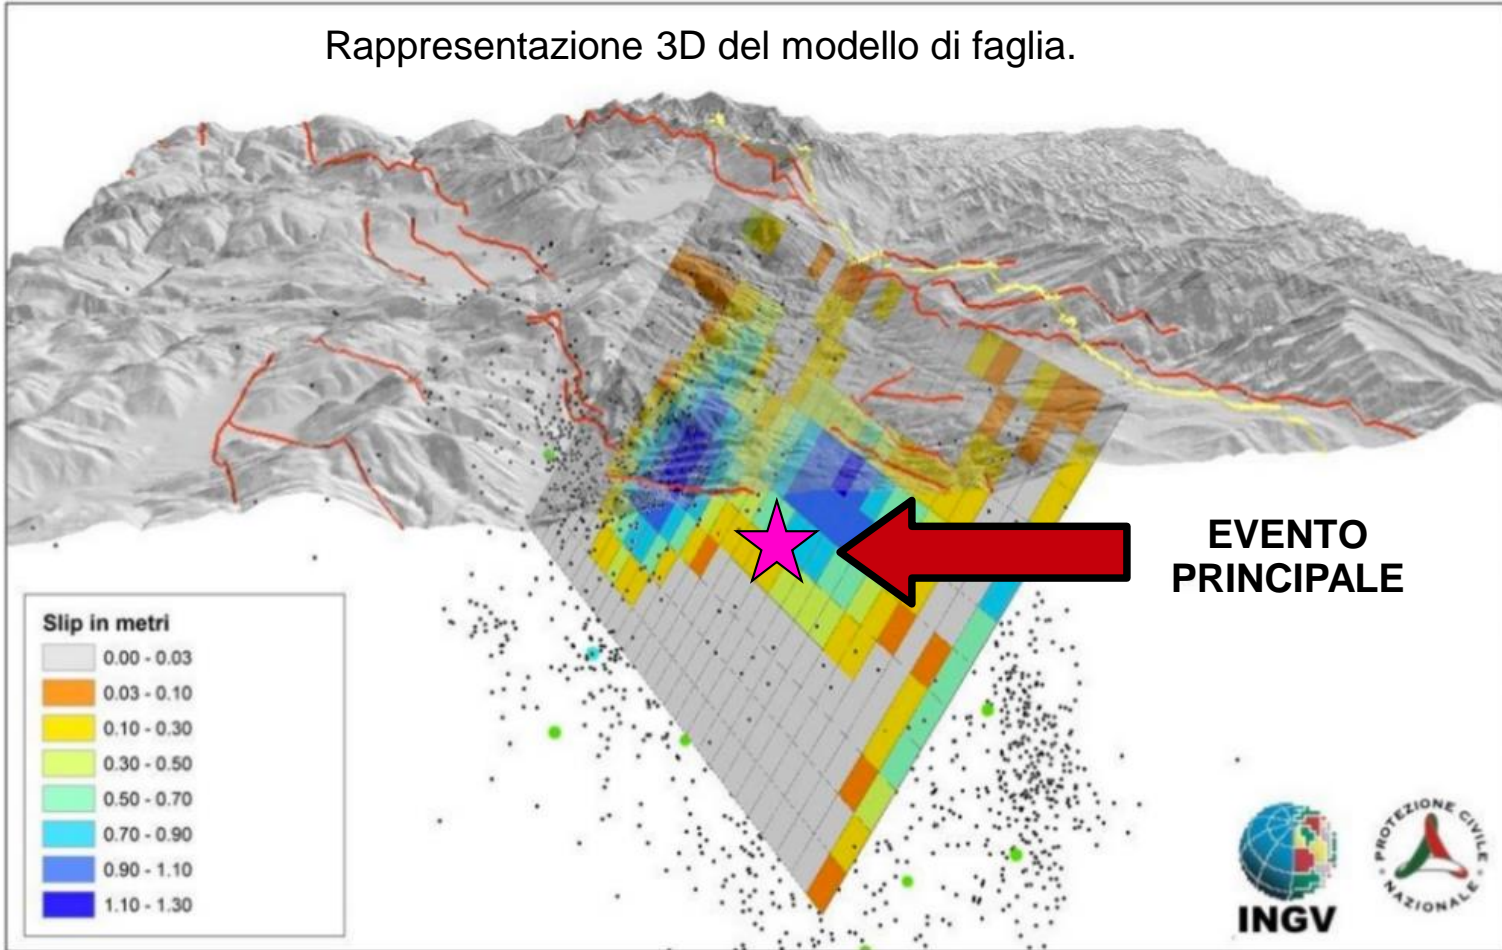 Rappresentazione 3D del modello di faglia.
EVENTO
PRINCIPALE
Slip in metri
0.00 - 0.03
0.03 - 0.10
0.10 - 0.30
0.30 - 0.50
0.50 - 0.70
0.70 - 0.90
0.90 - 1.10
1.10 - 1.30
INGV
PROTEZIONE CIVILE
NAZIONALE